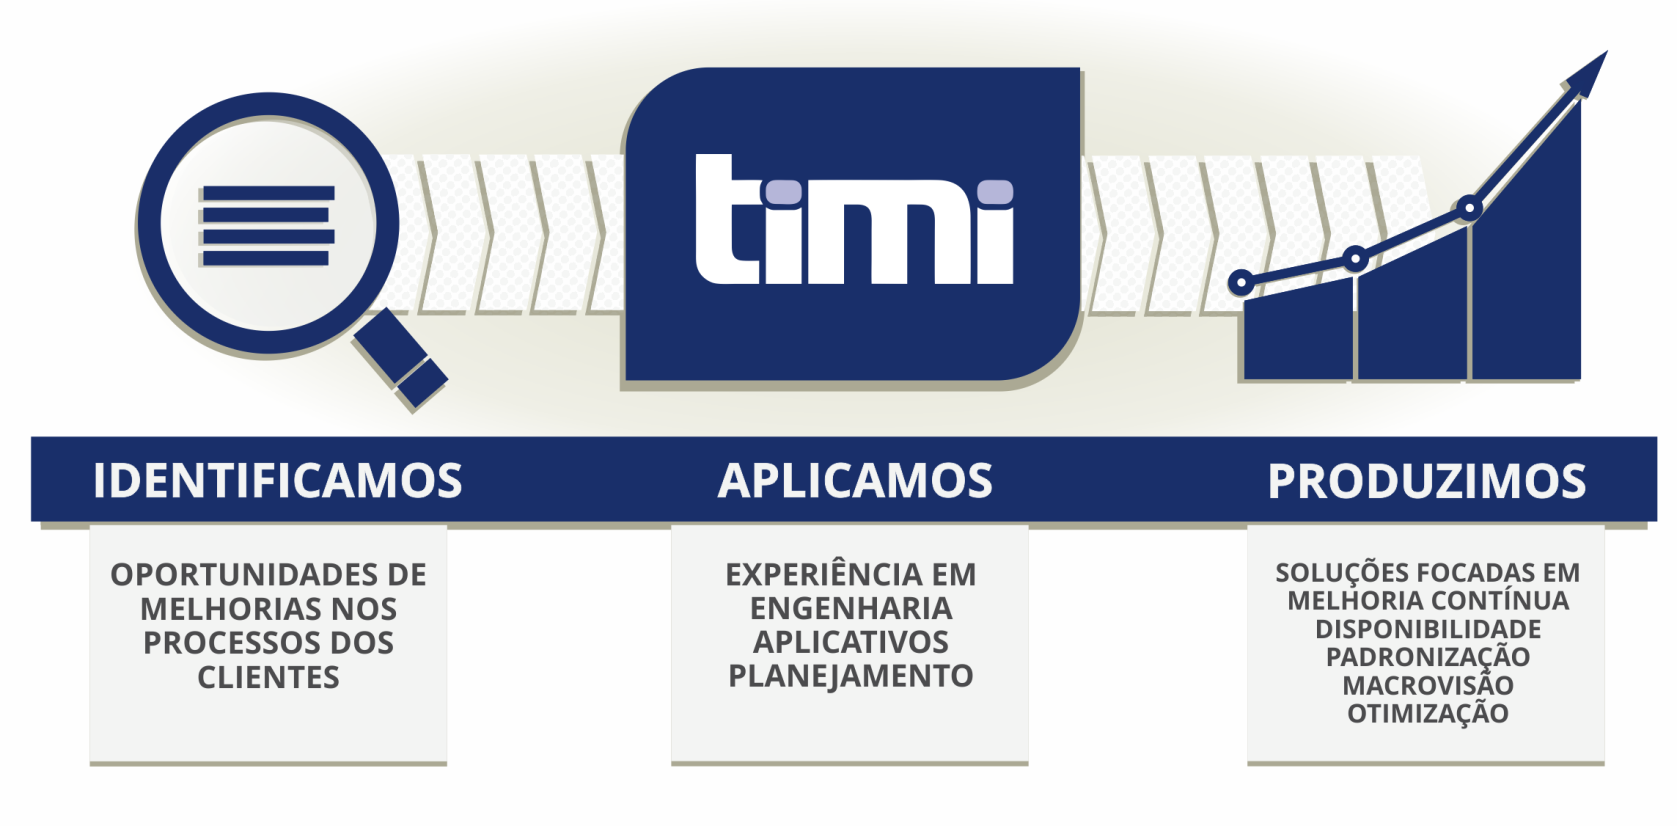 timi
IDENTIFICAMOS
APLICAMOS
PRODUZIMOS
OPORTUNIDADES DE
MELHORIAS NOS
PROCESSOS DOS
CLIENTES
EXPERIÊNCIA EM
ENGENHARIA
APLICATIVOS
PLANEJAMENTO
SOLUÇÕES FOCADAS EM
MELHORIA CONTÍNUA
DISPONIBILIDADE
PADRONIZAÇÃO
MACROVISÃO
OTIMIZAÇÃO